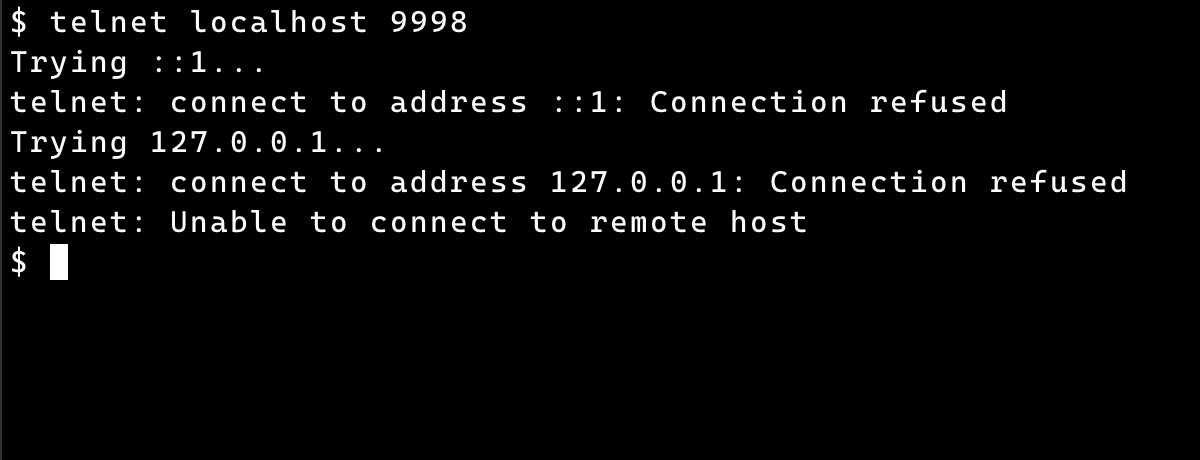 $ telnet localhost 9998
Trying ::1...
telnet: connect to address ::1: Connection refused
Trying 127.0.0.1...
telnet: connect to address 127.0.0.1: Connection refused
telnet: Unable to connect to remote host
$